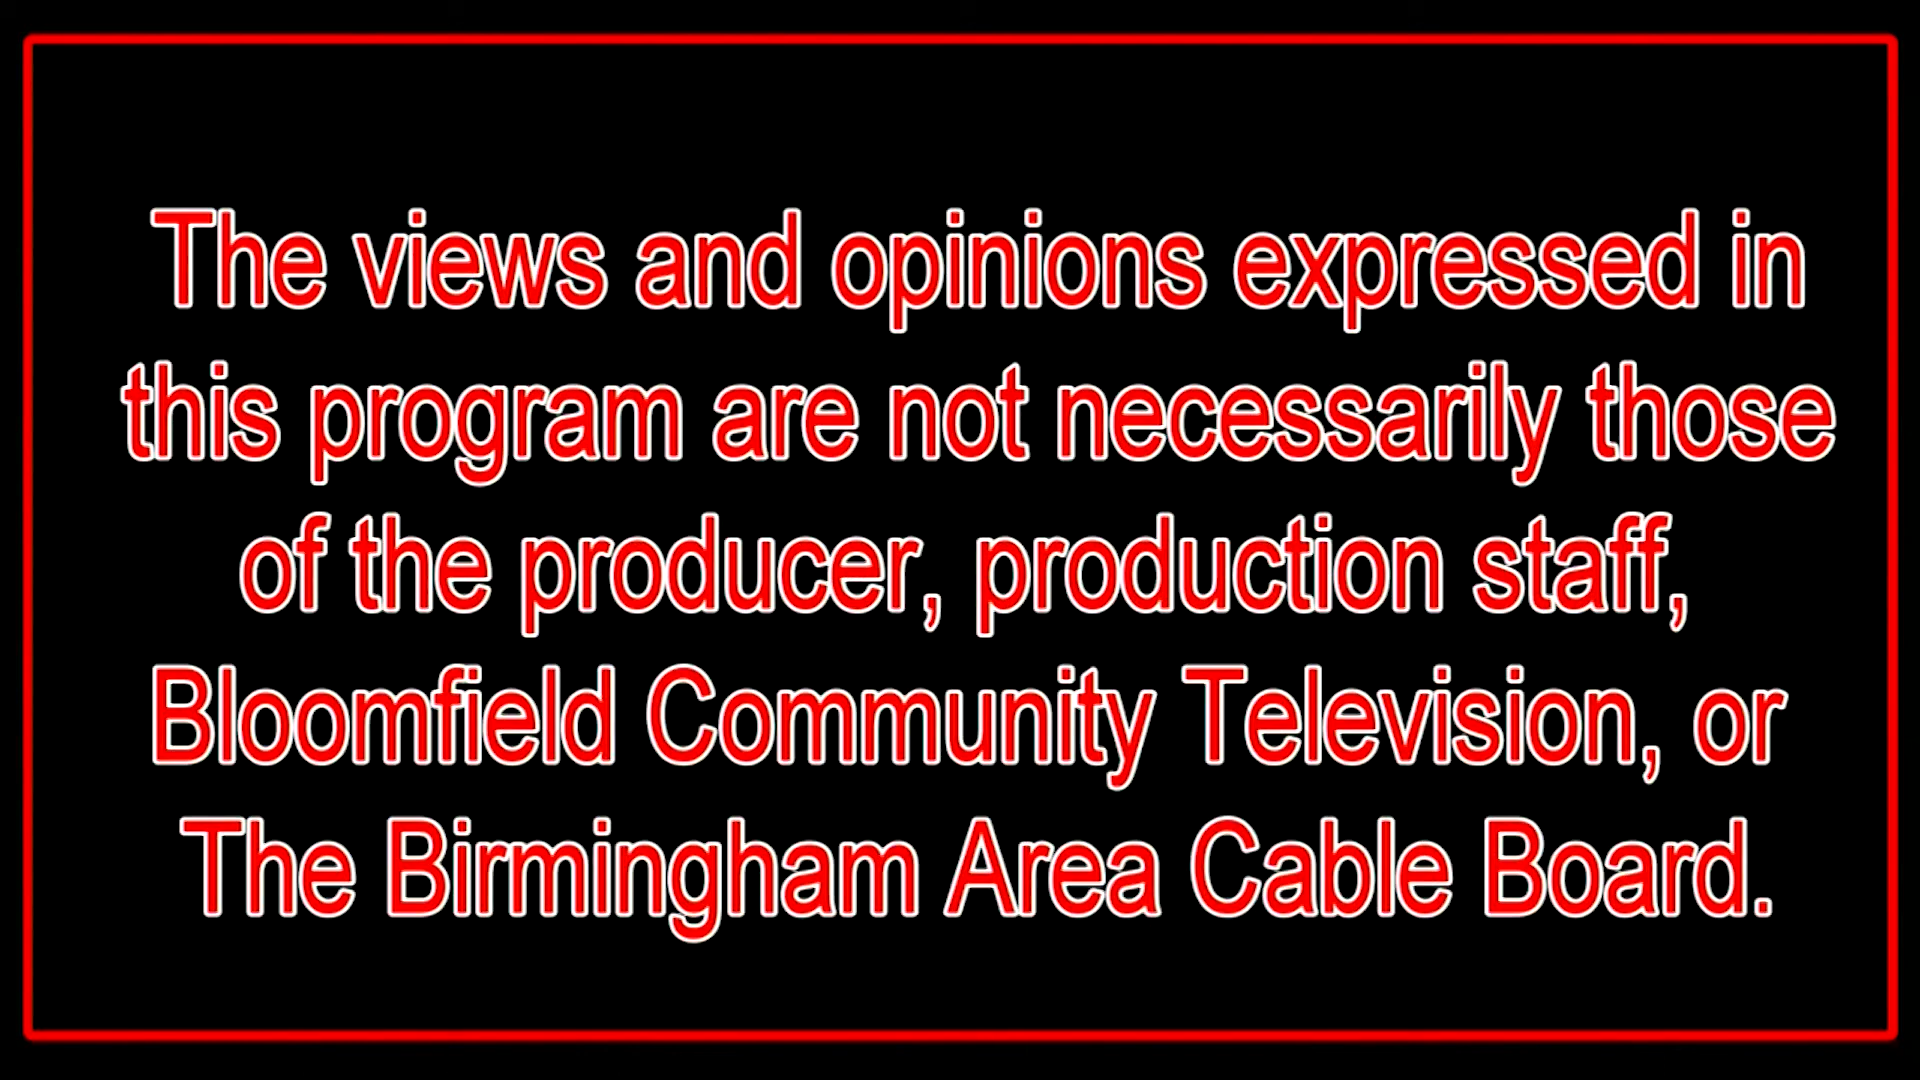 The views and opinions expressed in
this program are not necessarily those
of the producer, production staff,
Bloomfield Community Television, or
The Birmingham Area Cable Board.